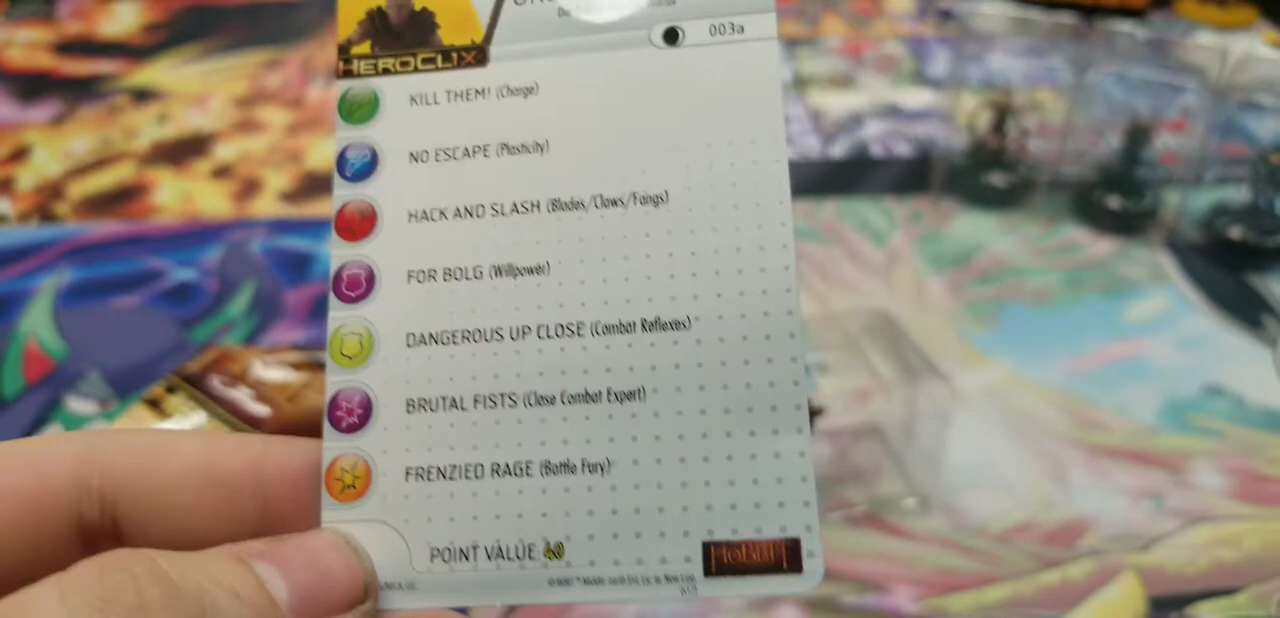 003a
HEROCLIX
KILL THEM! (Charge)
NO ESCAPE (Plasticity)
HACK AND SLASH (Blades/Claws/Fangs)
FOR BOLG (Willpower)
DANGEROUS UP CLOSE (Combat Reflexes)
BRUTAL FISTS (Close Combat Expert)
FRENZIED RAGE (Battle Fury)
POINT VALUE: 40
HOBBIT